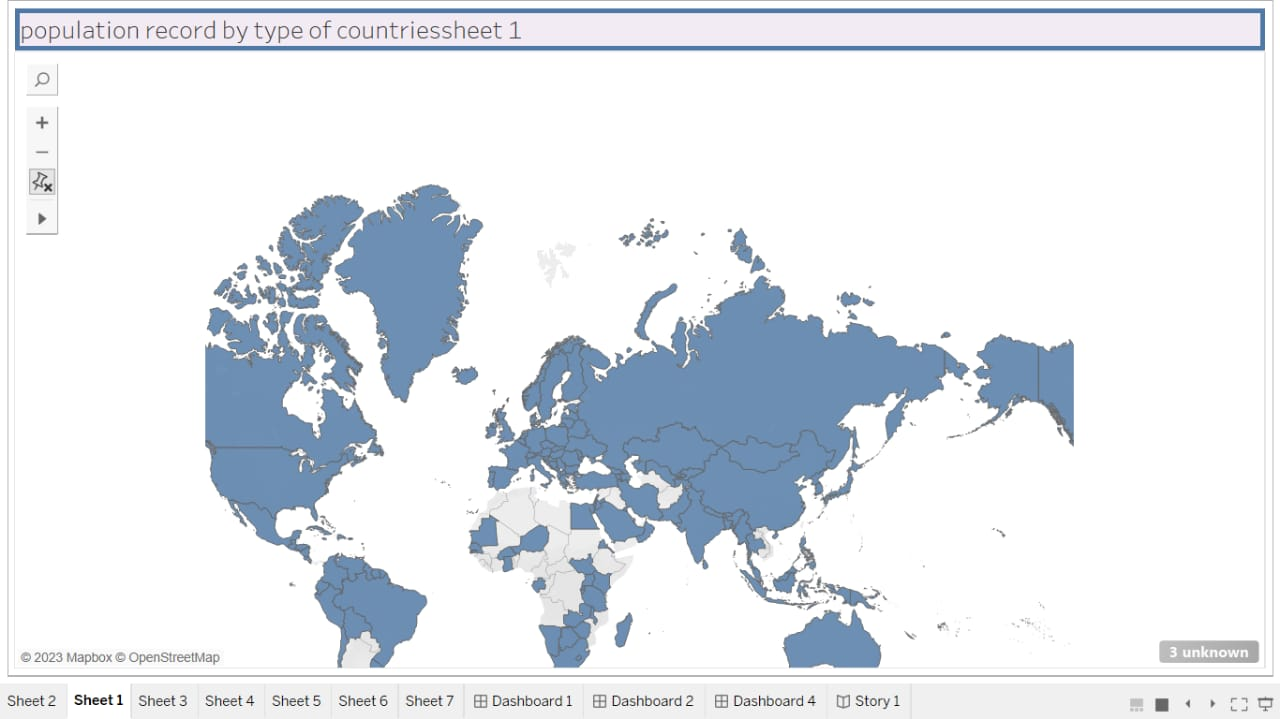 population record by type of countriessheet 1
© 2023 Mapbox © OpenStreetMap
3 unknown
Sheet 2 Sheet 1 Sheet 3 Sheet 4 Sheet 5 Sheet 6 Sheet 7 Dashboard 1 Dashboard 2 Dashboard 4 Story 1